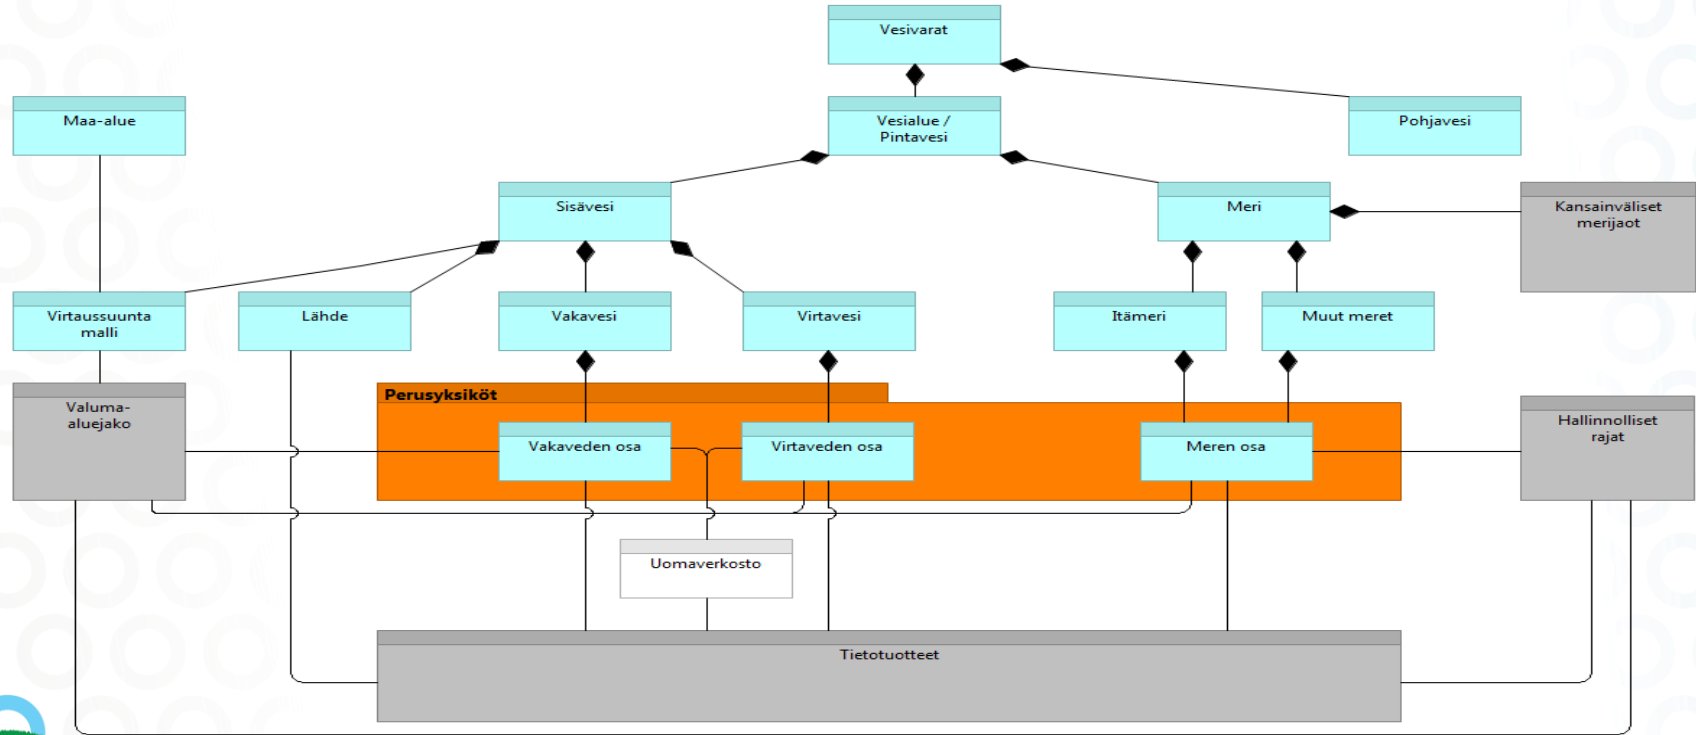 Vesivarat
Maa-alue
Vesialue /
Pintavesi
Pohjavesi
Sisävesi
Meri
Kansainväliset
merijaot
Virtaussuunta
malli
Lähde
Vakavesi
Virtavesi
Itämeri
Muut meret
Perusyksiköt
Valuma-
aluejako
Hallinnolliset
rajat
Vakaveden osa
Virtaveden osa
Meren osa
Uomaverkosto
Tietotuotteet